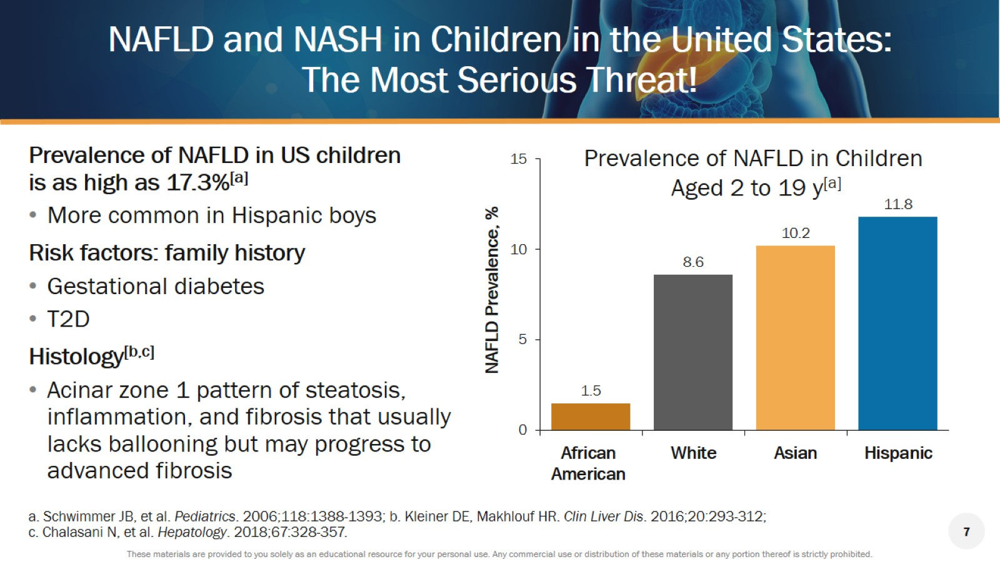 NAFLD and NASH in Children in the United States:
The Most Serious Threat!
Prevalence of NAFLD in US children
is as high as 17.3%[a]
• More common in Hispanic boys
Risk factors: family history
• Gestational diabetes
• T2D
Histology[b,c]
• Acinar zone 1 pattern of steatosis,
inflammation, and fibrosis that usually
lacks ballooning but may progress to
advanced fibrosis
Prevalence of NAFLD in Children
Aged 2 to 19 y[a]
NAFLD Prevalence, %
15
10
5
0
1.5
8.6
10.2
11.8
African
American
White
Asian
Hispanic
a. Schwimmer JB, et al. Pediatrics. 2006;118:1388-1393; b. Kleiner DE, Makhlouf HR. Clin Liver Dis. 2016;20:293-312;
c. Chalasani N, et al. Hepatology. 2018;67:328-357.
7
These materials are provided to you solely as an educational resource for your personal use. Any commercial use or distribution of these materials or any portion thereof is strictly prohibited.